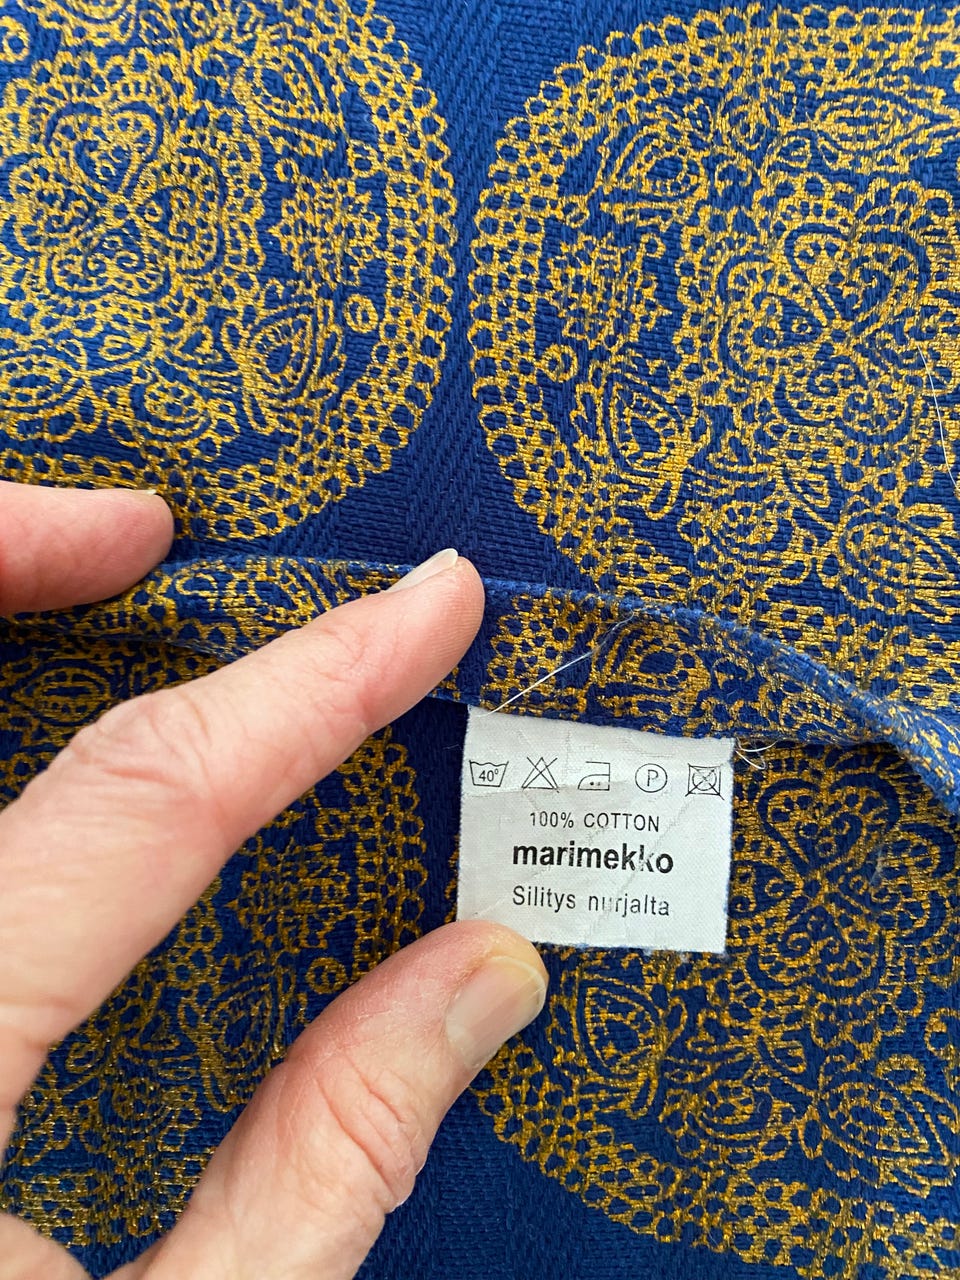 40° P
100% COTTON
marimekko
Silitys nurjalta